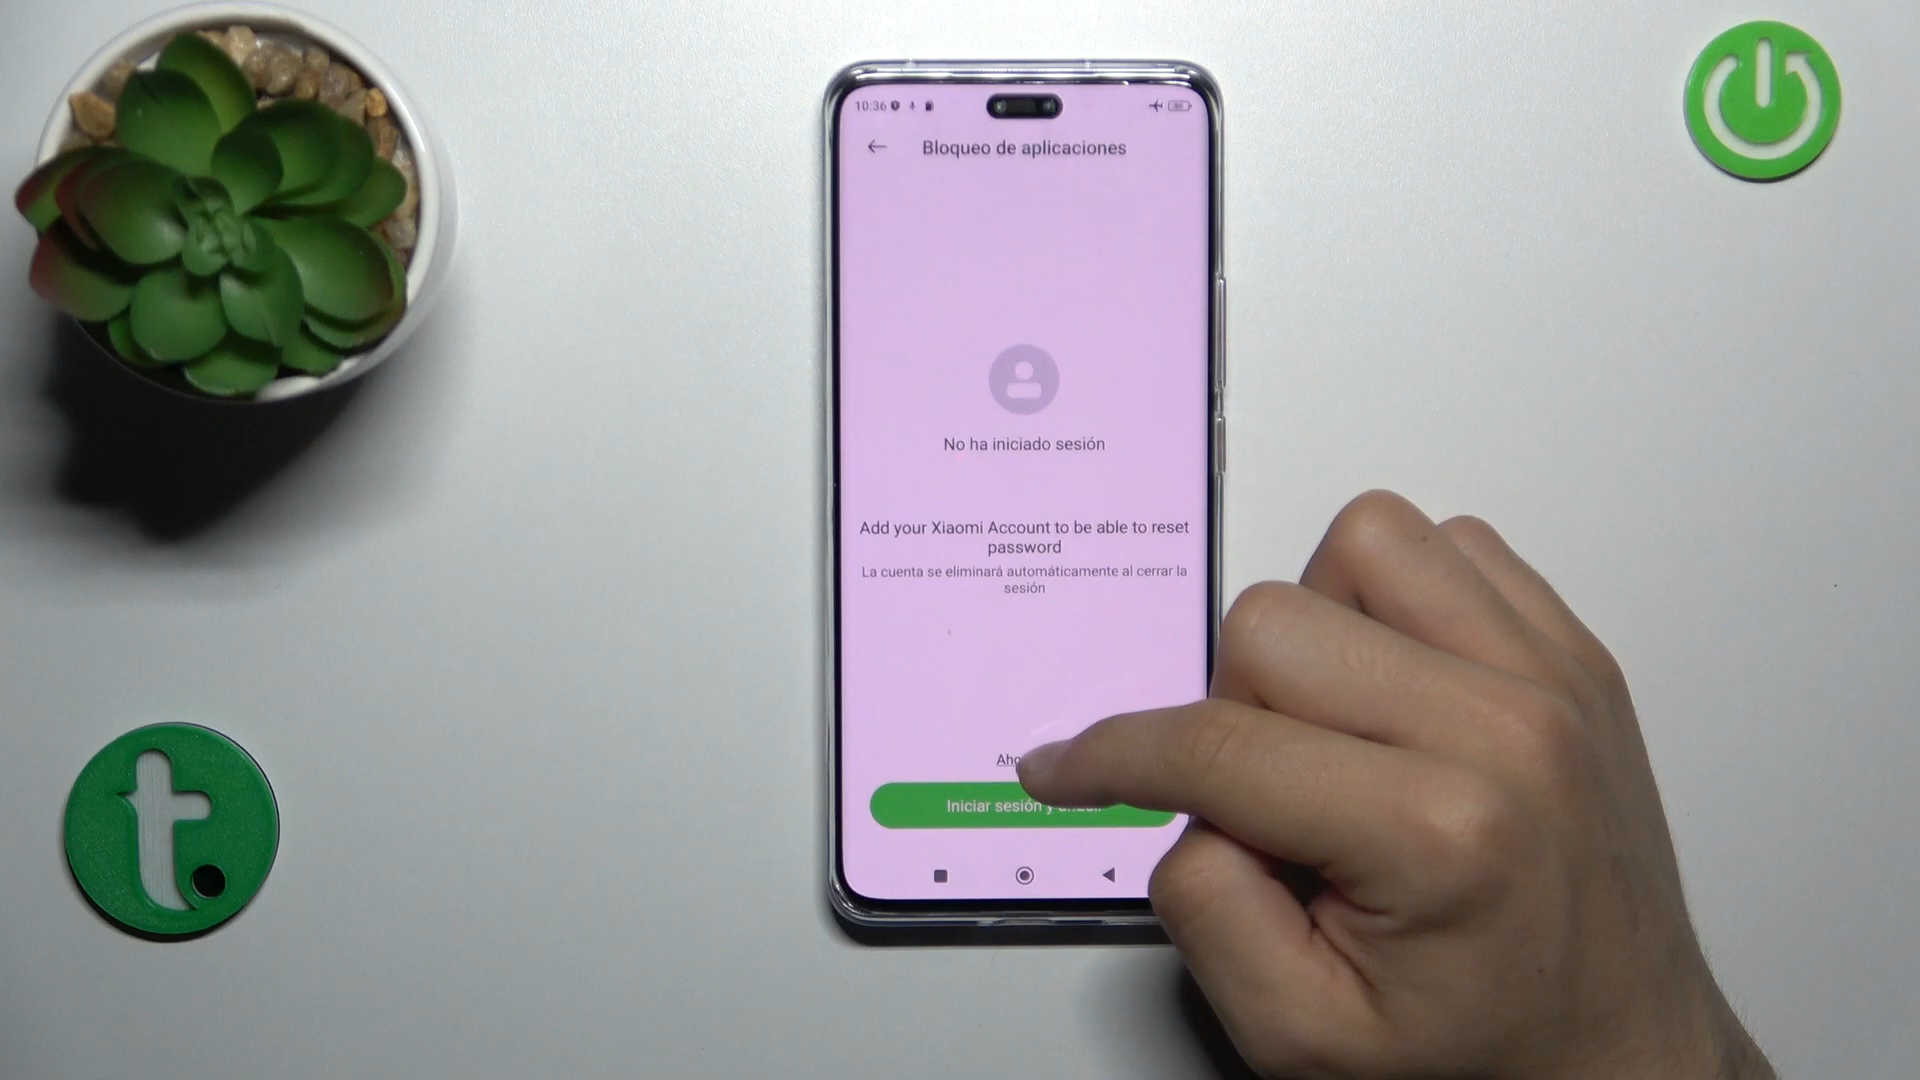 10:36
Bloqueo de aplicaciones
No ha iniciado sesión
Add your Xiaomi Account to be able to reset
password
La cuenta se eliminará automáticamente al cerrar la
sesión
Iniciar sesión y
t.